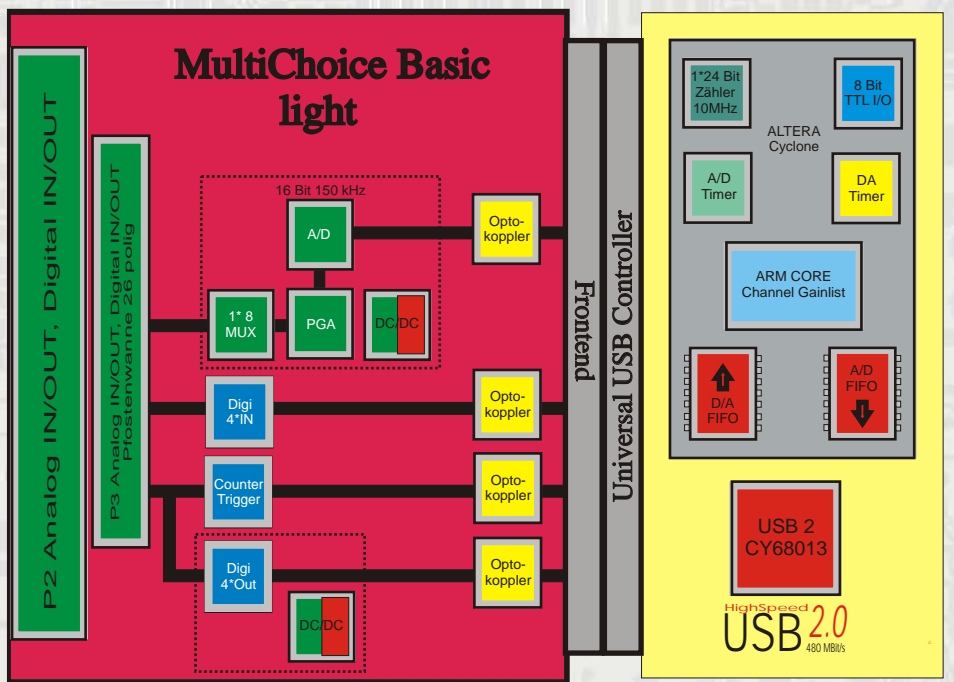 MultiChoice Basic
light
P2 Analog IN/OUT, Digital IN/OUT
P3 Analog IN/OUT, Digital IN/OUT
Pfostenwanne 26 polig
16 Bit 150 kHz
A/D
1* 8
MUX
PGA
DC/DC
Opto-
koppler
Digi
4*IN
Opto-
koppler
Counter
Trigger
Opto-
koppler
Digi
4*Out
Opto-
koppler
DC/DC
Frontend
Universal USB Controller
1*24 Bit
Zähler
10MHz
8 Bit
TTL I/O
ALTERA
Cyclone
A/D
Timer
DA
Timer
ARM CORE
Channel Gainlist
D/A
FIFO
A/D
FIFO
USB 2
CY68013
HighSpeed
USB 2.0
480 MBit/s